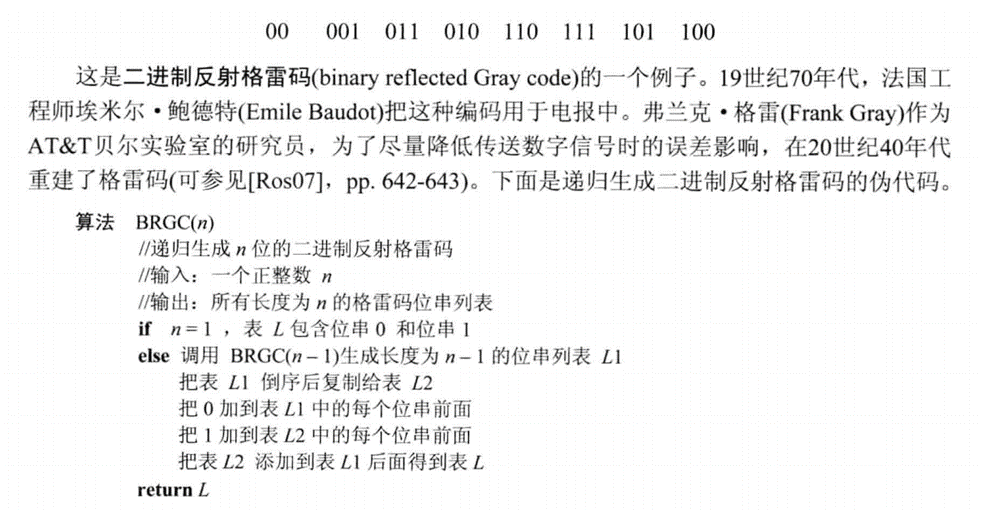 00 001 011 010 110 111 101 100
这是二进制反射格雷码(binary reflected Gray code)的一个例子。19世纪70年代，法国工
程师埃米尔·鲍德特(Emile Baudot)把这种编码用于电报中。弗兰克·格雷(Frank Gray)作为
AT&T贝尔实验室的研究员，为了尽量降低传送数字信号时的误差影响，在20世纪40年代
重建了格雷码(可参见[Ros07]，pp. 642-643)。下面是递归生成二进制反射格雷码的伪代码。
算法 BRGC(n)
//递归生成 n 位的二进制反射格雷码
//输入：一个正整数 n
//输出：所有长度为 n 的格雷码位串列表
if n = 1 ，表 L 包含位串 0 和位串 1
else 调用 BRGC(n – 1)生成长度为 n – 1 的位串列表 L1
把表 L1 倒序后复制给表 L2
把 0 加到表 L1 中的每个位串前面
把 1 加到表 L2 中的每个位串前面
把表 L2 添加到表 L1 后面得到表 L
return L